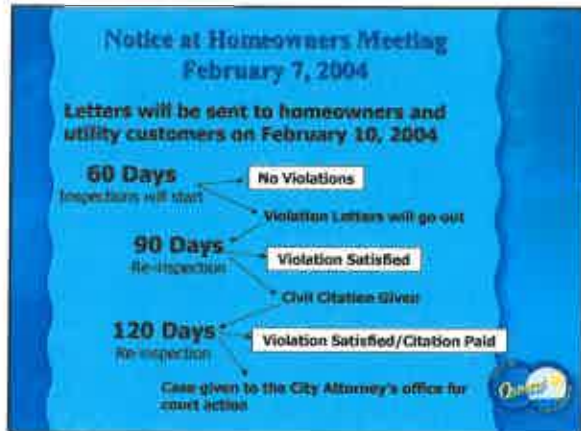 Notice at Homeowners Meeting
February 7, 2004
Letters will be sent to homeowners and
utility customers on February 10, 2004
60 Days
Inspections will start
No Violations
Violation Letters will go out
90 Days
Re-inspection
Violation Satisfied
Civil Citation Given
120 Days
Re-inspection
Violation Satisfied/Citation Paid
Case given to the City Attorney's office for
court action